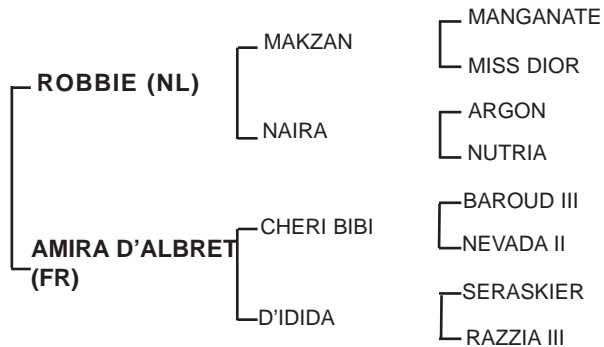 MANGANATE
MAKZAN
MISS DIOR
ROBBIE (NL)
ARGON
NAIRA
NUTRIA
BAROUD III
CHERI BIBI
AMIRA D'ALBRET
(FR)
NEVADA II
SERASKIER
D'IDIDA
RAZZIA III